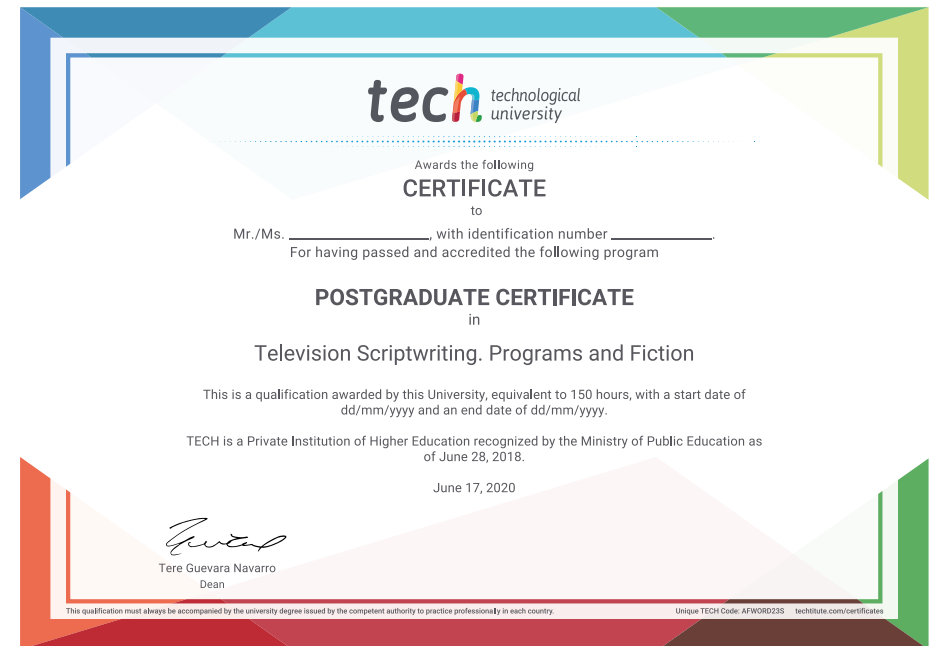 tech technological
university
Awards the following
CERTIFICATE
to
Mr./Ms. ____________________, with identification number ______________.
For having passed and accredited the following program
POSTGRADUATE CERTIFICATE
in
Television Scriptwriting. Programs and Fiction
This is a qualification awarded by this University, equivalent to 150 hours, with a start date of
dd/mm/yyyy and an end date of dd/mm/yyyy.
TECH is a Private Institution of Higher Education recognized by the Ministry of Public Education as
of June 28, 2018.
June 17, 2020
Tere Guevara Navarro
Dean
This qualification must always be accompanied by the university degree issued by the competent authority to practice professionally in each country. Unique TECH Code: AFWORD23S techtitute.com/certificates